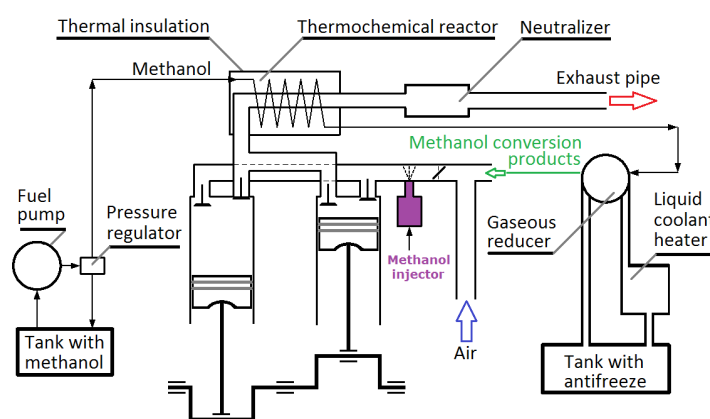 Thermal insulation
Thermochemical reactor
Neutralizer
Methanol
Exhaust pipe
Methanol conversion
products
Fuel
pump
Pressure
regulator
Gaseous
reducer
Liquid
coolant
heater
Methanol
injector
Tank with
methanol
Air
Tank with
antifreeze